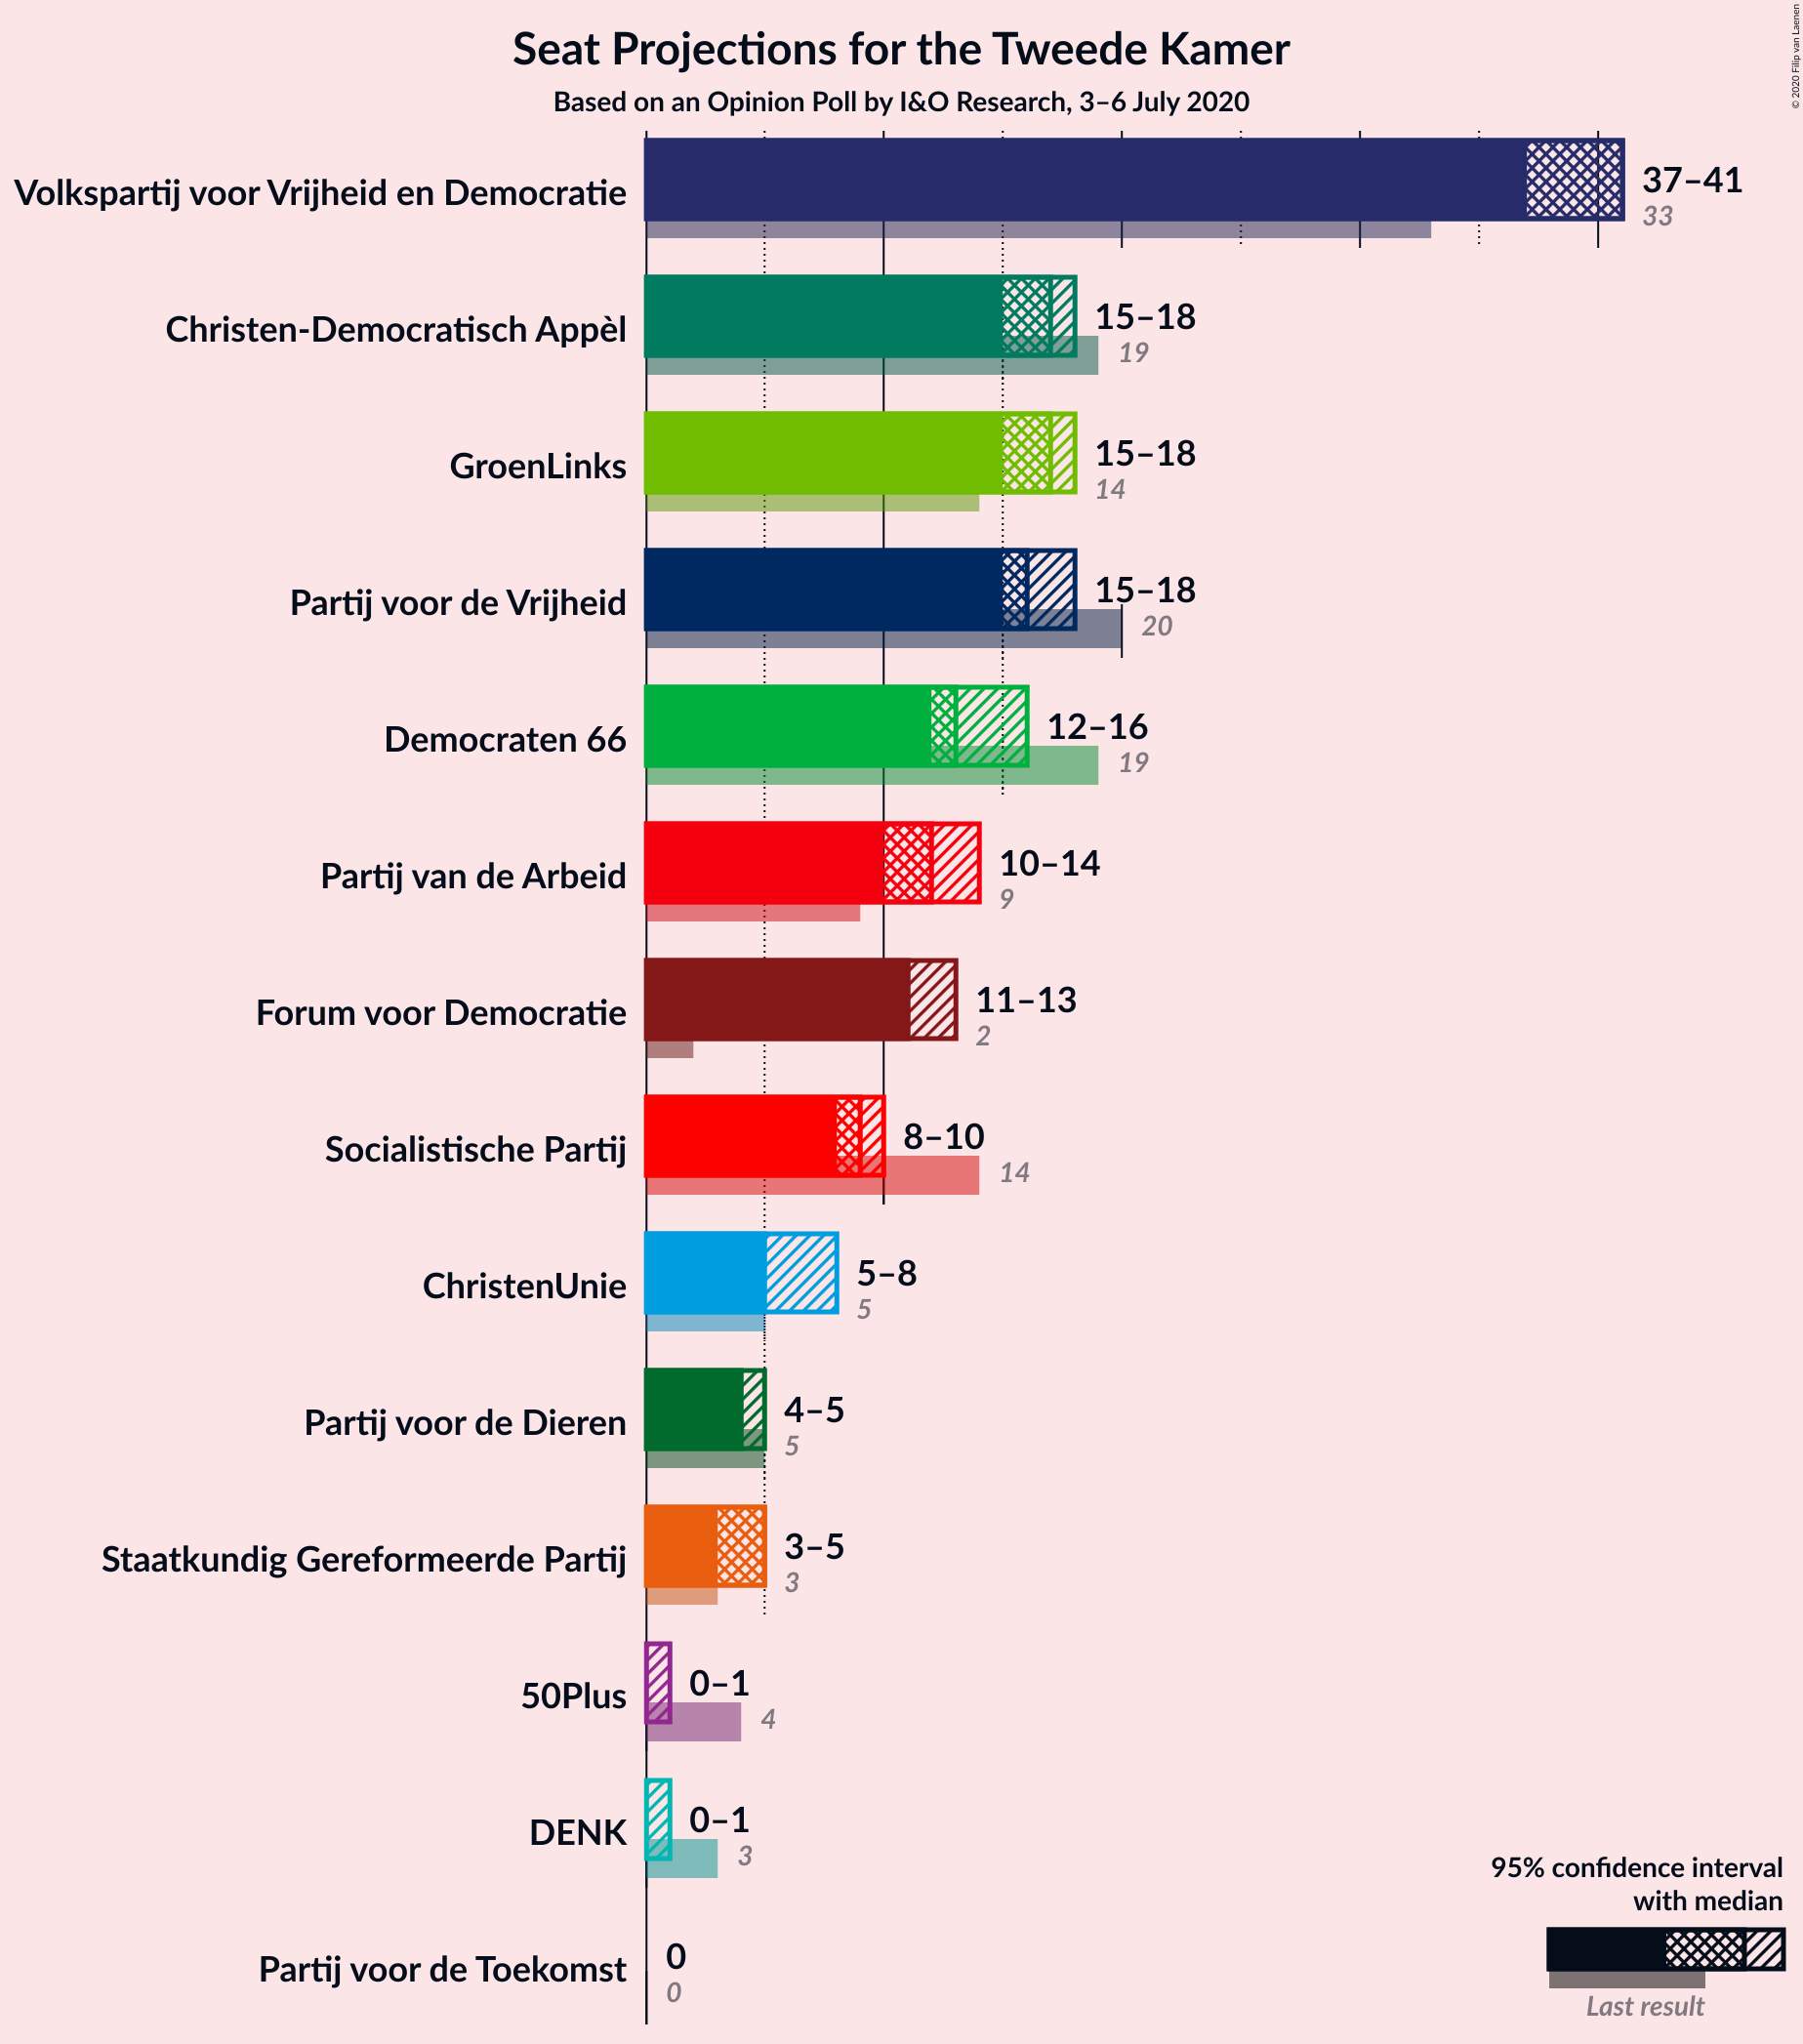 Seat Projections for the Tweede Kamer
Based on an Opinion Poll by I&O Research, 3–6 July 2020
© 2020 Filip van Laenen
Volkspartij voor Vrijheid en Democratie
37–41
33
Christen-Democratisch Appèl
15–18
19
GroenLinks
15–18
14
Partij voor de Vrijheid
15–18
20
Democraten 66
12–16
19
Partij van de Arbeid
10–14
9
Forum voor Democratie
11–13
2
Socialistische Partij
8–10
14
ChristenUnie
5–8
5
Partij voor de Dieren
4–5
5
Staatkundig Gereformeerde Partij
3–5
3
50Plus
0–1
4
DENK
0–1
3
Partij voor de Toekomst
0
0
95% confidence interval
with median
Last result